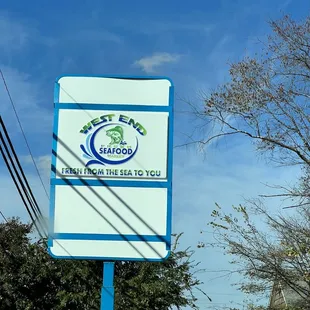 WEST END
SEAFOOD
FRESH FROM THE SEA TO YOU